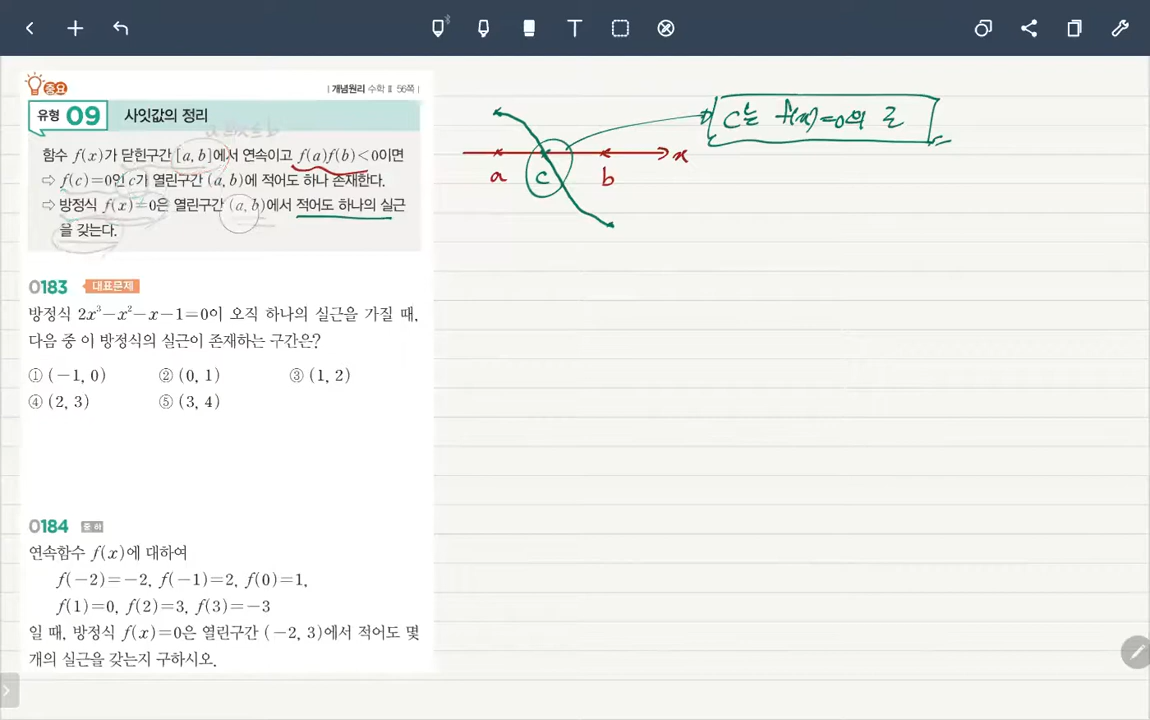 중요
개념원리 수학 Ⅱ 56쪽
유형 09 사잇값의 정리
함수 f(x)가 닫힌구간 [a, b]에서 연속이고 f(a)f(b)<0이면
⇨ f(c)=0인 c가 열린구간 (a, b)에 적어도 하나 존재한다.
⇨ 방정식 f(x)=0은 열린구간 (a, b)에서 적어도 하나의 실근
을 갖는다.
a c b x
c는 f(x)=0의 근
0183 대표문제
방정식 2x³-x²-x-1=0이 오직 하나의 실근을 가질 때,
다음 중 이 방정식의 실근이 존재하는 구간은?
① (-1, 0) ② (0, 1) ③ (1, 2)
④ (2, 3) ⑤ (3, 4)
0184 중 하
연속함수 f(x)에 대하여
f(-2)=-2, f(-1)=2, f(0)=1,
f(1)=0, f(2)=3, f(3)=-3
일 때, 방정식 f(x)=0은 열린구간 (-2, 3)에서 적어도 몇
개의 실근을 갖는지 구하시오.